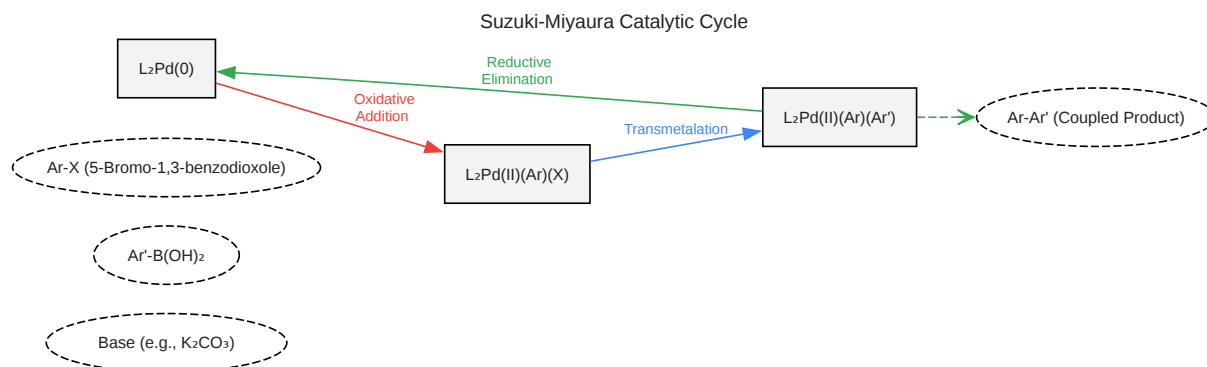 Suzuki-Miyaura Catalytic Cycle
L₂Pd(0)
Reductive
Elimination
Oxidative
Addition
Transmetalation
L₂Pd(II)(Ar)(Ar')
Ar-Ar' (Coupled Product)
Ar-X (5-Bromo-1,3-benzodioxole)
L₂Pd(II)(Ar)(X)
Ar'-B(OH)₂
Base (e.g., K₂CO₃)